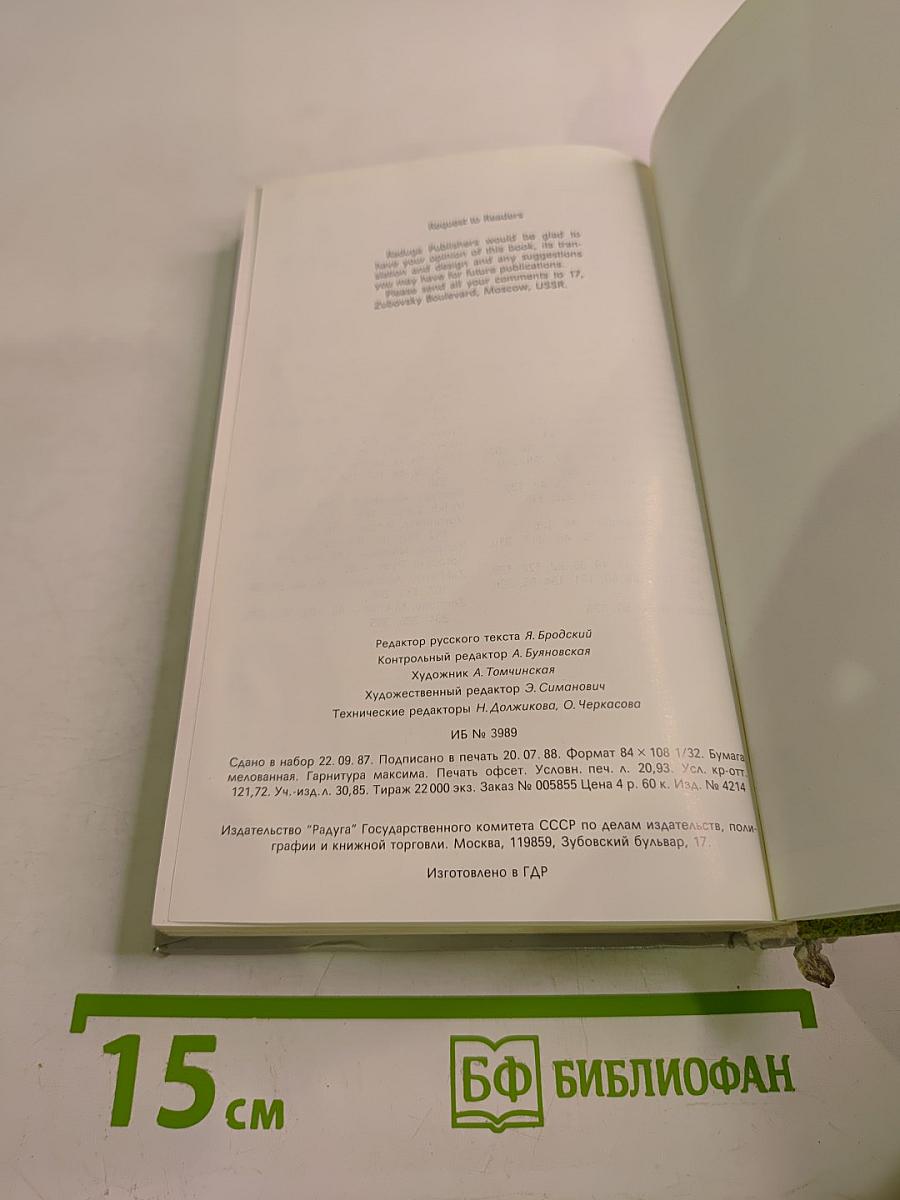 Request to Readers
Raduga Publishers would be glad to
have your opinion of this book, its tran-
slation and design and any suggestions
you may have for future publications.
Please send all your comments to 17,
Zubovsky Boulevard, Moscow, USSR.
Редактор русского текста Я. Бродский
Контрольный редактор А. Буяновская
Художник А. Томчинская
Художественный редактор Э. Симанович
Технические редакторы Н. Должикова, О. Черкасова
ИБ № 3989
Сдано в набор 22. 09. 87. Подписано в печать 20. 07. 88. Формат 84 × 108 1/32. Бумага
мелованная. Гарнитура максима. Печать офсет. Условн. печ. л. 20,93. Усл. кр-отт.
121,72. Уч.-изд. л. 30,85. Тираж 22 000 экз. Заказ № 005855 Цена 4 р. 60 к. Изд. № 4214
Издательство "Радуга" Государственного комитета СССР по делам издательств, поли-
графии и книжной торговли. Москва, 119859, Зубовский бульвар, 17.
Изготовлено в ГДР
15 см
БФ БИБЛИОФАН